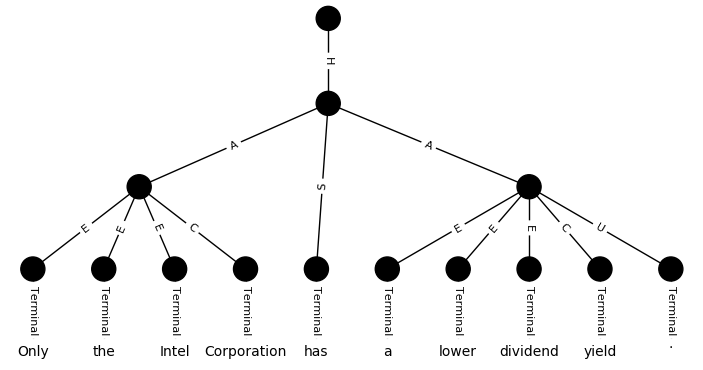 H
A A
S
E E E C E E E C U
Terminal Terminal Terminal Terminal Terminal Terminal Terminal Terminal Terminal Terminal
Only the Intel Corporation has a lower dividend yield .